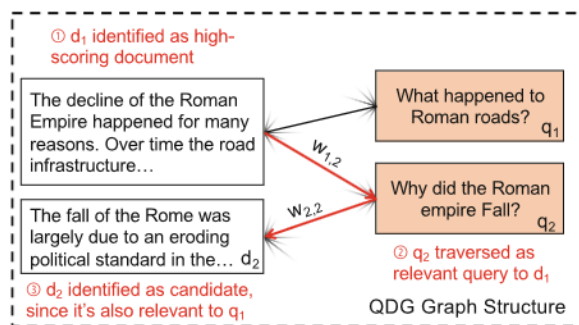 ① d1 identified as high-
scoring document
The decline of the Roman
Empire happened for many
reasons. Over time the road
infrastructure…
What happened to
Roman roads?
q1
w1,2
Why did the Roman
empire Fall?
q2
w2,2
The fall of the Rome was
largely due to an eroding
political standard in the… d2
② q2 traversed as
relevant query to d1
③ d2 identified as candidate,
since it's also relevant to q1
QDG Graph Structure